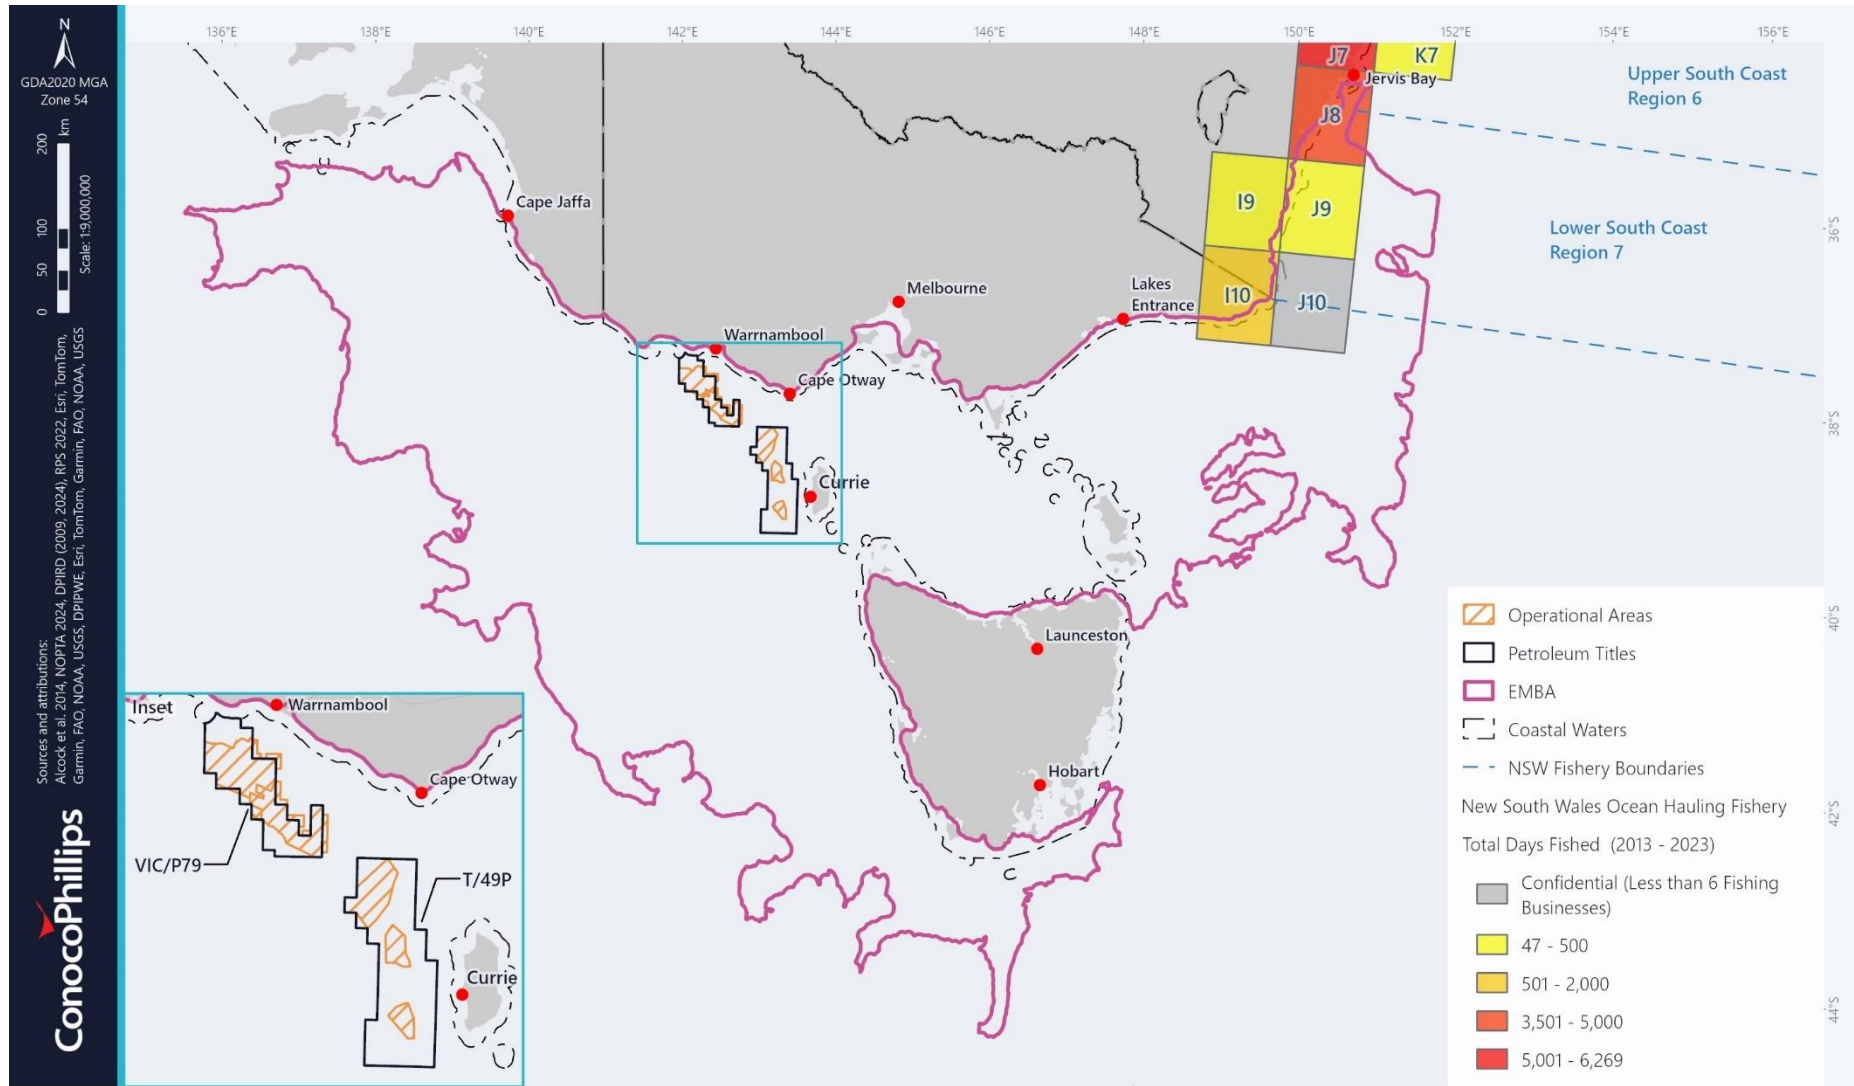 N
GDA2020 MGA
Zone 54
0
50
100
200
km
Scale: 1:9,000,000
Sources and attributions:
Alcock et al. 2014, NOPTA 2024, DPIRD (2009, 2024), RPS 2022, Esri, TomTom,
Garmin, FAO, NOAA, USGS, DPIPWE, Esri, TomTom, Garmin, FAO, NOAA, USGS
ConocoPhillips
136°E
138°E
140°E
142°E
144°E
146°E
148°E
150°E
152°E
154°E
156°E
36°S
38°S
40°S
42°S
44°S
J7
K7
Jervis Bay
J8
Upper South Coast
Region 6
I9
J9
Lower South Coast
Region 7
I10
J10
Cape Jaffa
Melbourne
Lakes
Entrance
Warrnambool
Cape Otway
Currie
Launceston
Hobart
Inset
Warrnambool
Cape Otway
VIC/P79
T/49P
Currie
Operational Areas
Petroleum Titles
EMBA
Coastal Waters
NSW Fishery Boundaries
New South Wales Ocean Hauling Fishery
Total Days Fished (2013 - 2023)
Confidential (Less than 6 Fishing
Businesses)
47 - 500
501 - 2,000
3,501 - 5,000
5,001 - 6,269